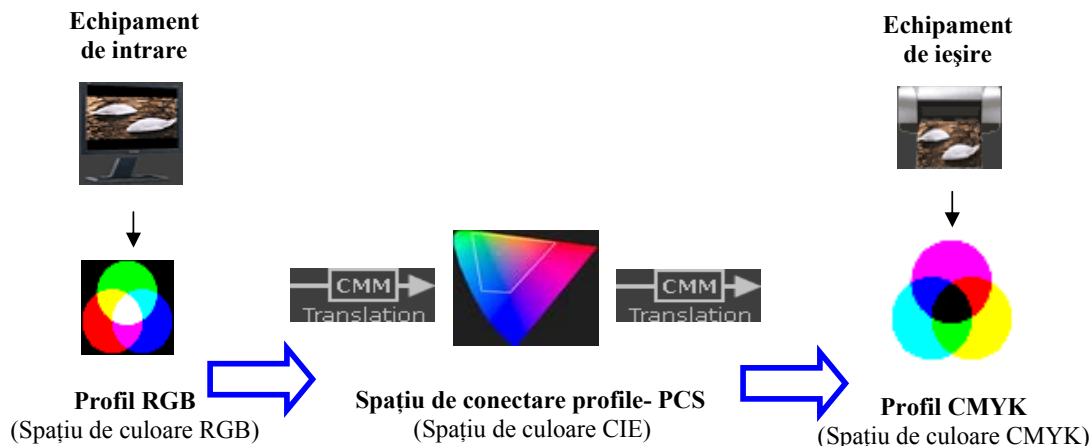 Echipament
de intrare
Echipament
de ieşire
CMM
Translation
CMM
Translation
Profil RGB
(Spațiu de culoare RGB)
Spațiu de conectare profile- PCS
(Spațiu de culoare CIE)
Profil CMYK
(Spațiu de culoare CMYK)